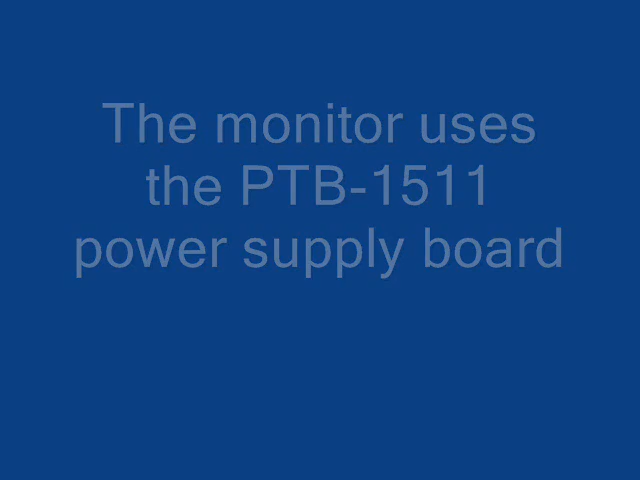 The monitor uses
the PTB-1511
power supply board